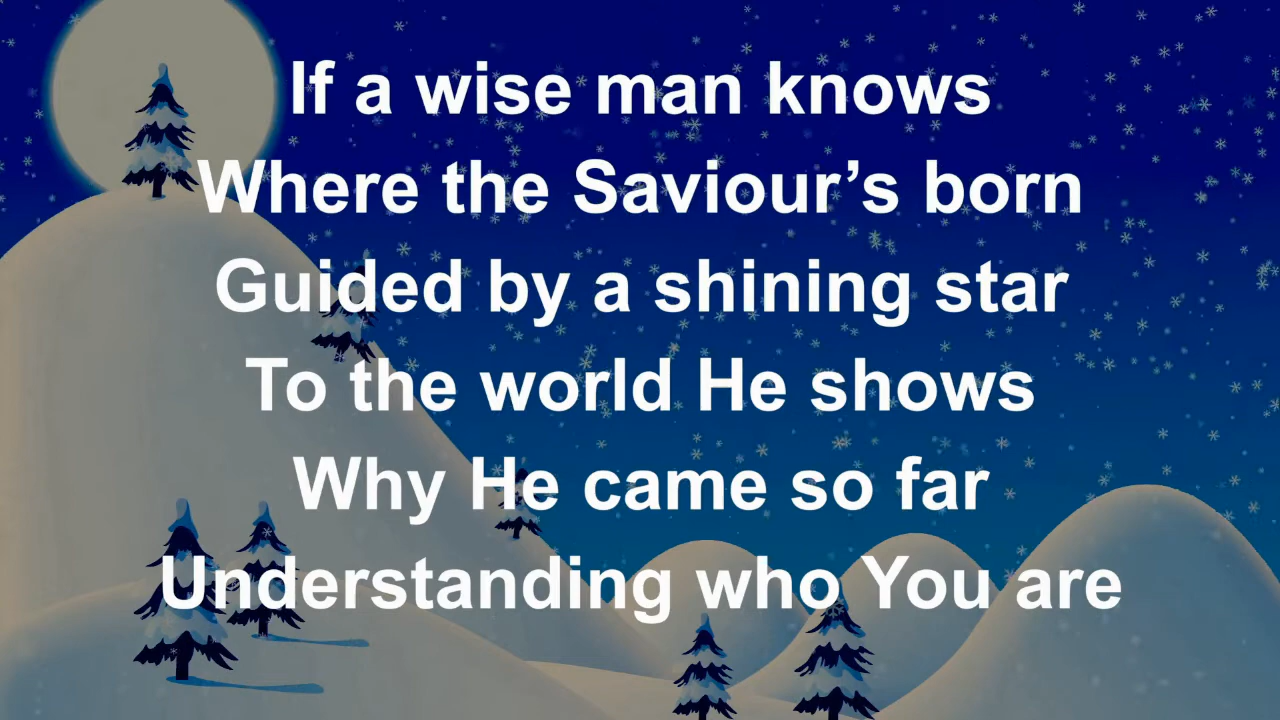 If a wise man knows
Where the Saviour’s born
Guided by a shining star
To the world He shows
Why He came so far
Understanding who You are